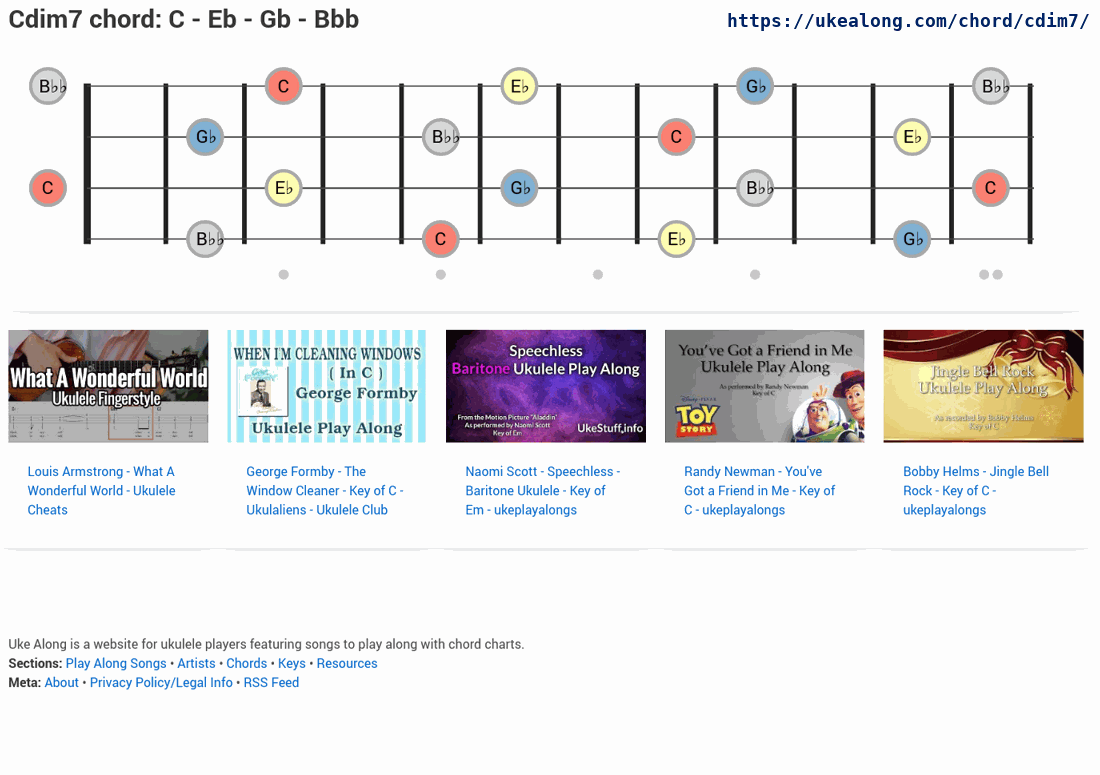 Cdim7 chord: C - Eb - Gb - Bbb
https://ukealong.com/chord/cdim7/
B♭♭ C E♭ G♭ B♭♭
G♭ B♭♭ C E♭
C E♭ G♭ B♭♭ C
B♭♭ C E♭ G♭
What A Wonderful World
Ukulele Fingerstyle
WHEN I'M CLEANING WINDOWS
( In C )
George Formby
Ukulele Play Along
Speechless
Baritone Ukulele Play Along
From the Motion Picture "Aladdin"
As performed by Naomi Scott
Key of Em
UkeStuff,info
You've Got a Friend in Me
Ukulele Play Along
As performed by Randy Newman
Key of C
DISNEY·PIXAR
TOY
STORY
Jingle Bell Rock
Ukulele Play Along
As recorded by Bobby Helms
Key of C
Louis Armstrong - What A
Wonderful World - Ukulele
Cheats
George Formby - The
Window Cleaner - Key of C -
Ukulaliens - Ukulele Club
Naomi Scott - Speechless -
Baritone Ukulele - Key of
Em - ukeplayalongs
Randy Newman - You've
Got a Friend in Me - Key of
C - ukeplayalongs
Bobby Helms - Jingle Bell
Rock - Key of C -
ukeplayalongs
Uke Along is a website for ukulele players featuring songs to play along with chord charts.
Sections: Play Along Songs • Artists • Chords • Keys • Resources
Meta: About • Privacy Policy/Legal Info • RSS Feed